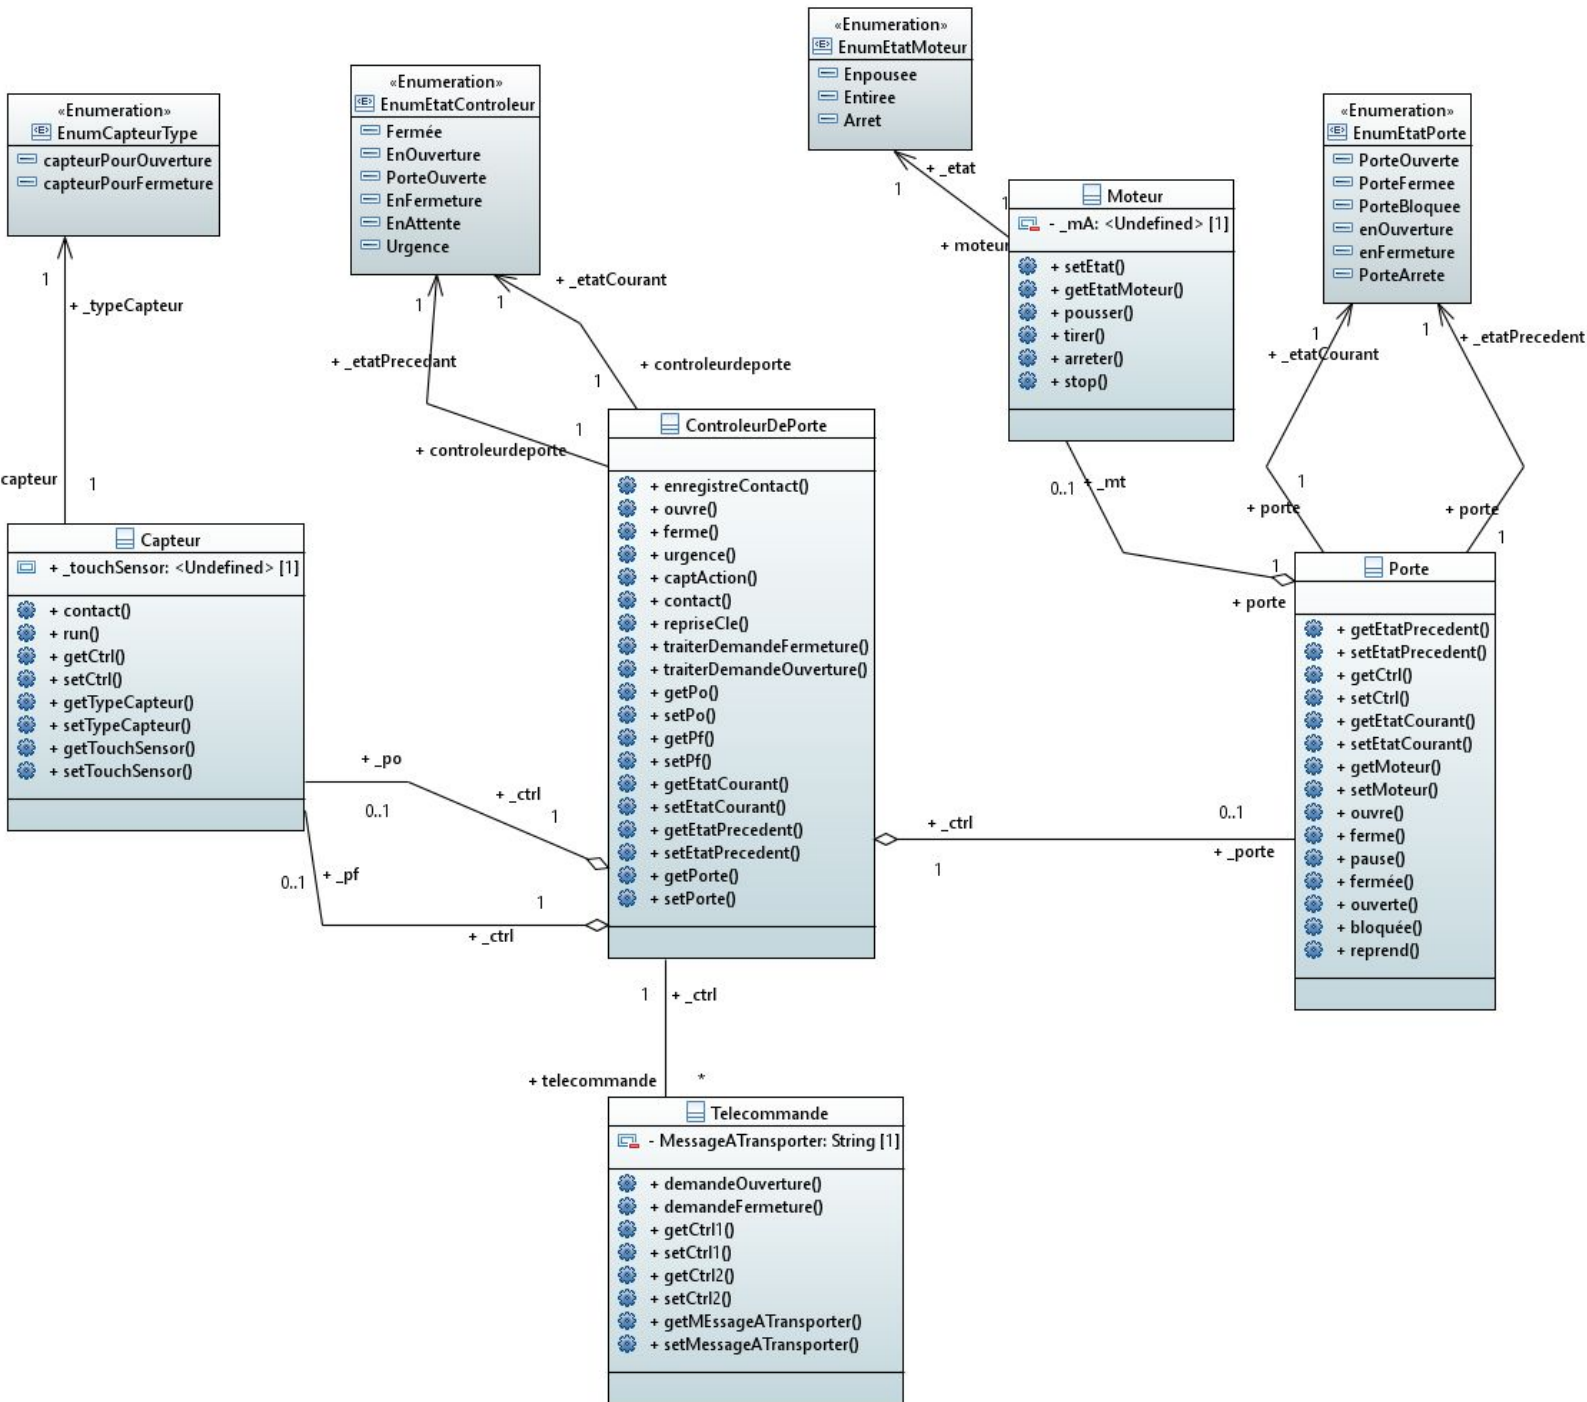 «Enumeration»
EnumCapteurType
capteurPourOuverture
capteurPourFermeture
«Enumeration»
EnumEtatControleur
Fermée
EnOuverture
PorteOuverte
EnFermeture
EnAttente
Urgence
«Enumeration»
EnumEtatMoteur
Enpousee
Entiree
Arret
«Enumeration»
EnumEtatPorte
PorteOuverte
PorteFermee
PorteBloquee
enOuverture
enFermeture
PorteArrete
1
+ _typeCapteur
capteur
1
1
+ _etatPrecedant
1
+ controleurdeporte
1
+ _etatCourant
1
+ controleurdeporte
1
+ _etat
1
+ moteur
Moteur
- _mA: <Undefined> [1]
+ setEtat()
+ getEtatMoteur()
+ pousser()
+ tirer()
+ arreter()
+ stop()
1
+ _etatCourant
1
+ porte
1
+ _etatPrecedent
+ porte
1
0..1
+ _mt
1
+ porte
Capteur
+ _touchSensor: <Undefined> [1]
+ contact()
+ run()
+ getCtrl()
+ setCtrl()
+ getTypeCapteur()
+ setTypeCapteur()
+ getTouchSensor()
+ setTouchSensor()
ControleurDePorte
+ enregistreContact()
+ ouvre()
+ ferme()
+ urgence()
+ captAction()
+ contact()
+ repriseCle()
+ traiterDemandeFermeture()
+ traiterDemandeOuverture()
+ getPo()
+ setPo()
+ getPf()
+ setPf()
+ getEtatCourant()
+ setEtatCourant()
+ getEtatPrecedent()
+ setEtatPrecedent()
+ getPorte()
+ setPorte()
Porte
+ getEtatPrecedent()
+ setEtatPrecedent()
+ getCtrl()
+ setCtrl()
+ getEtatCourant()
+ setEtatCourant()
+ getMoteur()
+ setMoteur()
+ ouvre()
+ ferme()
+ pause()
+ fermée()
+ ouverte()
+ bloquée()
+ reprend()
+ _po
0..1
+ _ctrl
1
0..1
+ _pf
1
+ _ctrl
+ _ctrl
1
0..1
+ _porte
1
+ _ctrl
+ telecommande
*
Telecommande
- MessageATransporter: String [1]
+ demandeOuverture()
+ demandeFermeture()
+ getCtrl1()
+ setCtrl1()
+ getCtrl2()
+ setCtrl2()
+ getMEssageATransporter()
+ setMessageATransporter()